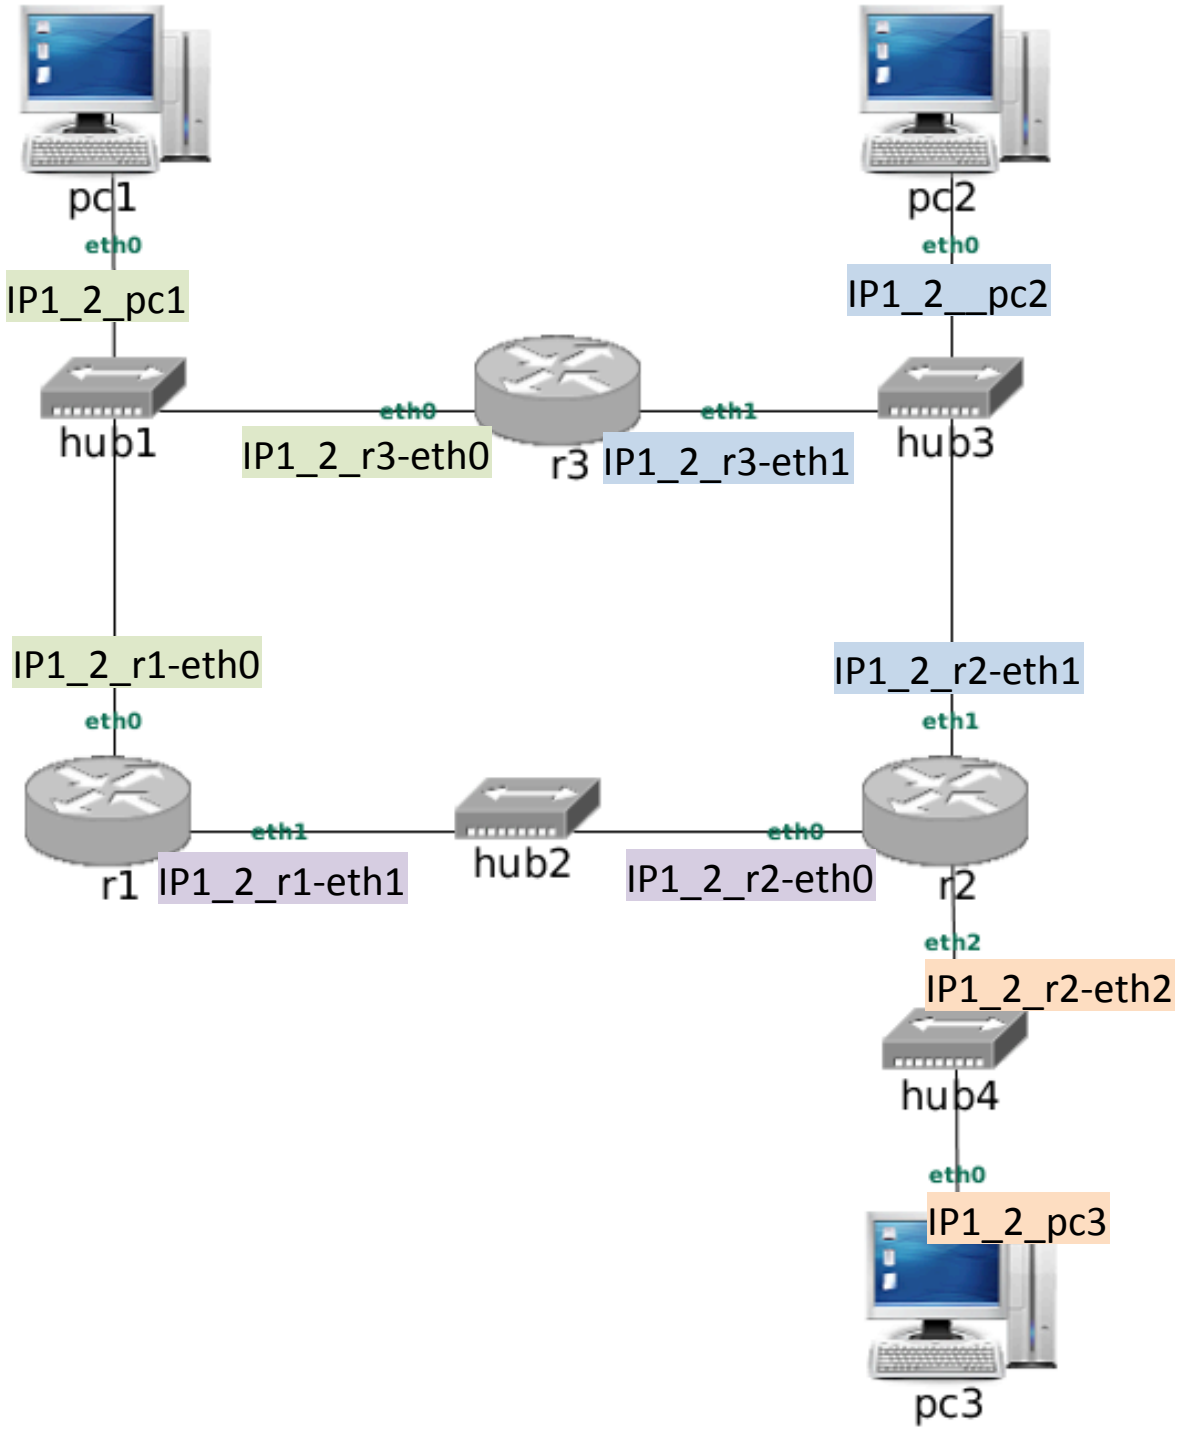 pc1
pc2
eth0
eth0
IP1_2_pc1
IP1_2__pc2
eth0
eth1
hub1
r3
hub3
IP1_2_r3-eth0
IP1_2_r3-eth1
IP1_2_r1-eth0
IP1_2_r2-eth1
eth0
eth1
eth1
eth0
r1
hub2
r2
IP1_2_r1-eth1
IP1_2_r2-eth0
eth2
IP1_2_r2-eth2
hub4
eth0
IP1_2_pc3
pc3